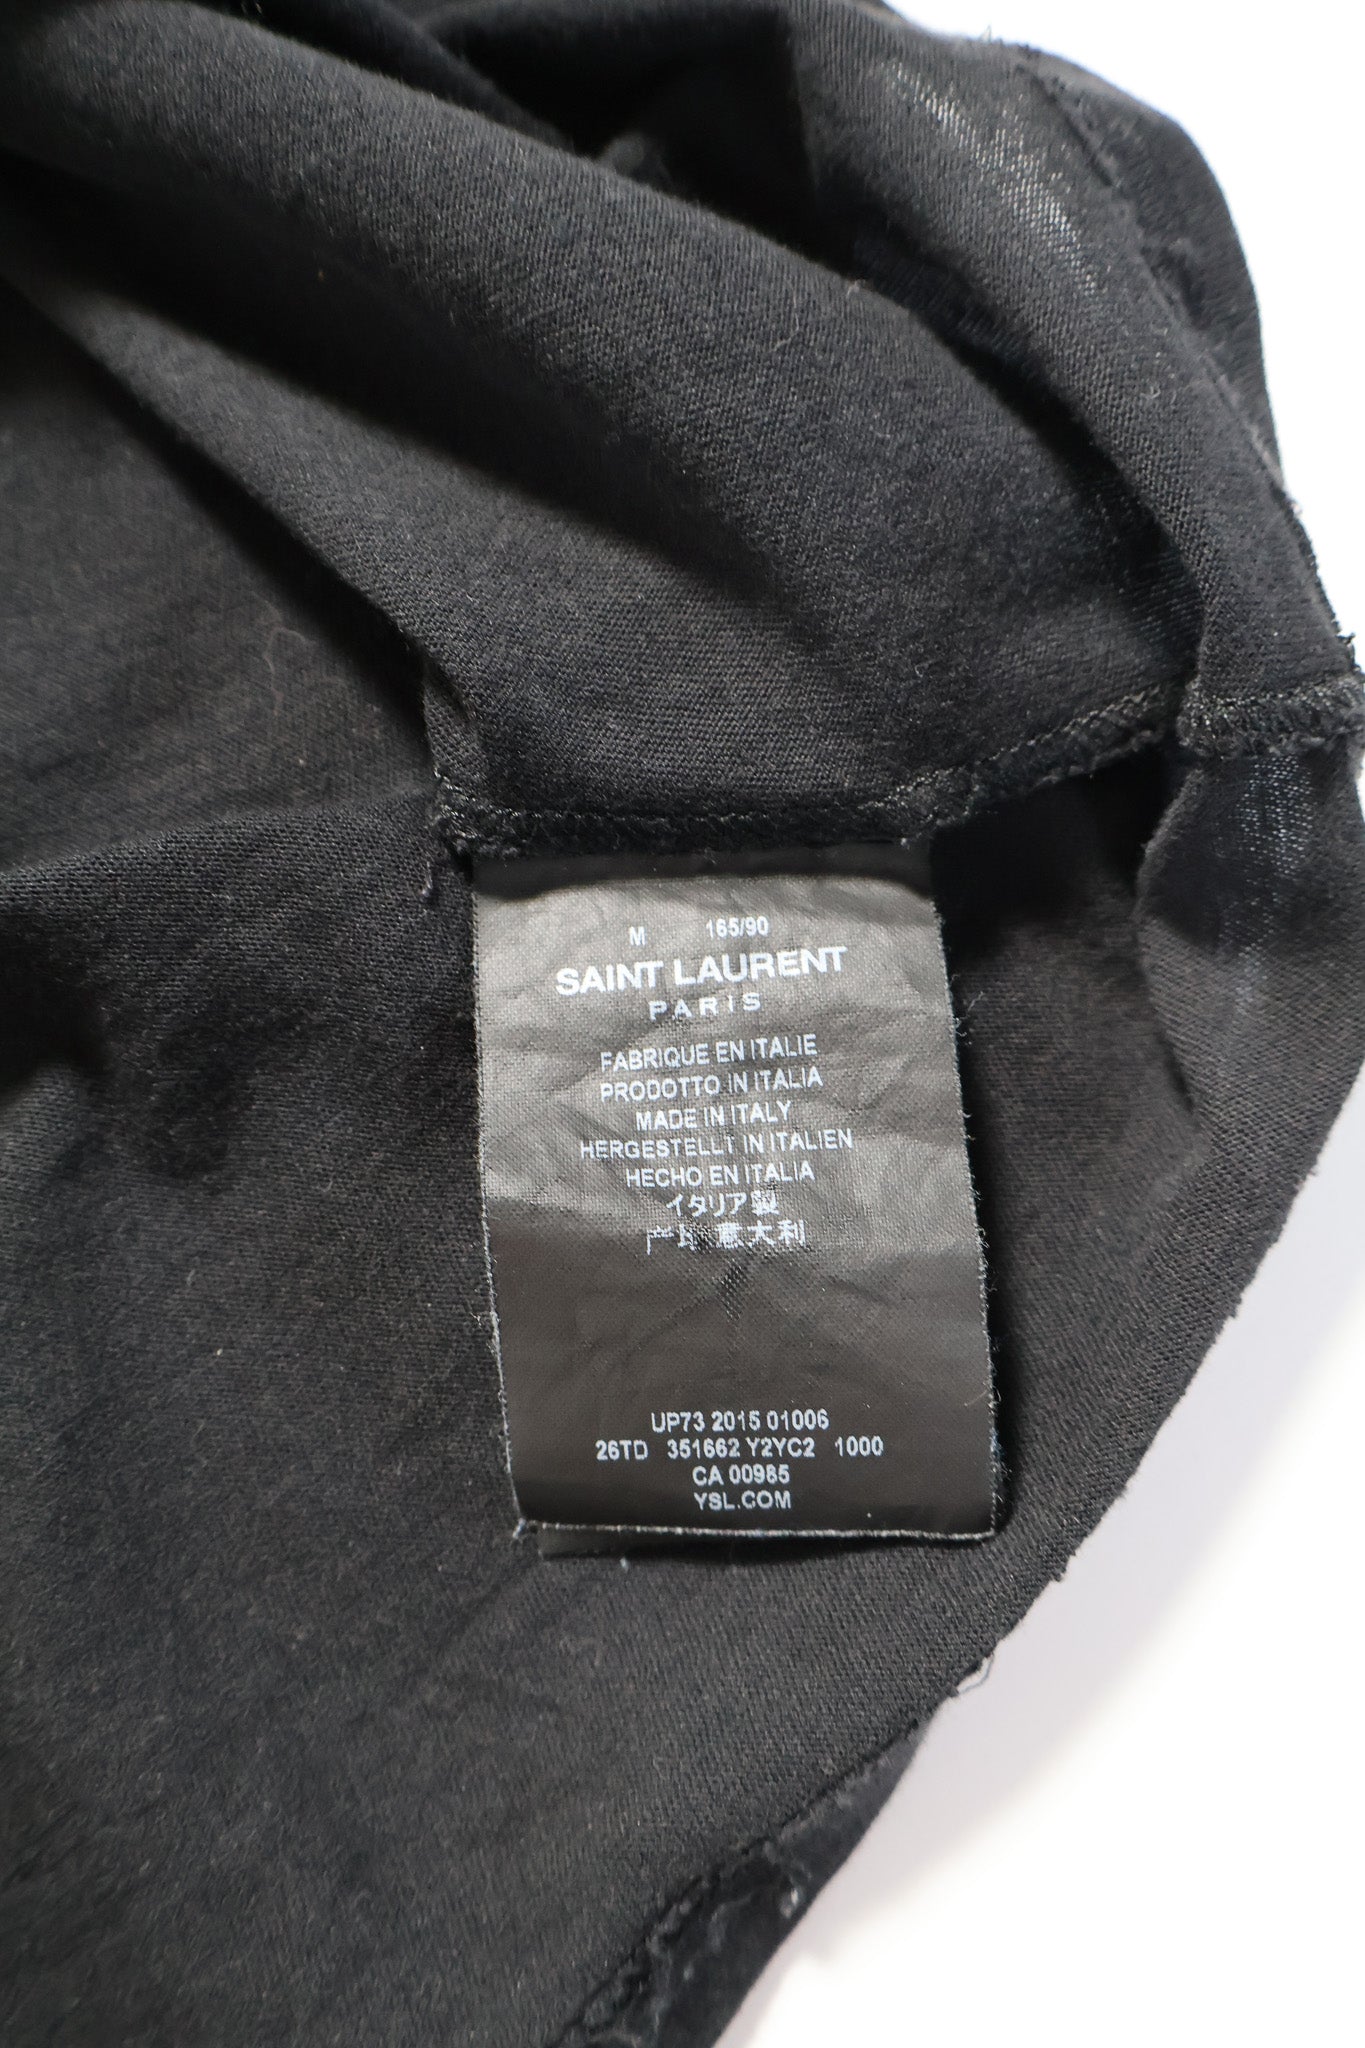 M 165/90
SAINT LAURENT
PARIS
FABRIQUE EN ITALIE
PRODOTTO IN ITALIA
MADE IN ITALY
HERGESTELLT IN ITALIEN
HECHO EN ITALIA
イタリア製
产地 意大利
UP73 2015 01006
26TD 351662 Y2YC2 1000
CA 00985
YSL.COM